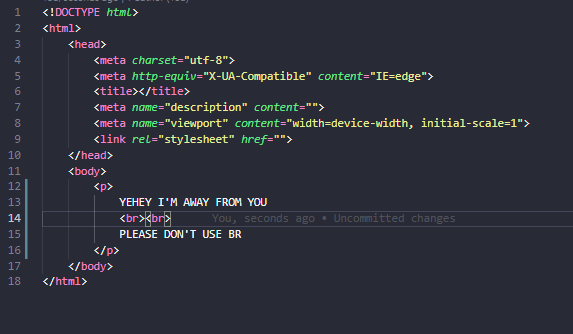 1 <!DOCTYPE html>
2 <html>
3 <head>
4 <meta charset="utf-8">
5 <meta http-equiv="X-UA-Compatible" content="IE=edge">
6 <title></title>
7 <meta name="description" content="">
8 <meta name="viewport" content="width=device-width, initial-scale=1">
9 <link rel="stylesheet" href="">
10 </head>
11 <body>
12 <p>
13 YEHEY I'M AWAY FROM YOU
14 <br><br> You, seconds ago • Uncommitted changes
15 PLEASE DON'T USE BR
16 </p>
17 </body>
18 </html>